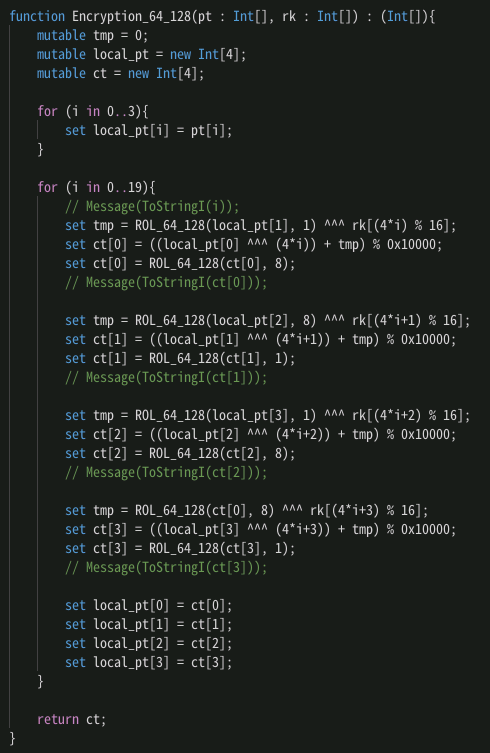 function Encryption_64_128(pt : Int[], rk : Int[]) : (Int[]){
    mutable tmp = 0;
    mutable local_pt = new Int[4];
    mutable ct = new Int[4];

    for (i in 0..3){
        set local_pt[i] = pt[i];
    }

    for (i in 0..19){
        // Message(ToStringI(i));
        set tmp = ROL_64_128(local_pt[1], 1) ^^^ rk[(4*i) % 16];
        set ct[0] = ((local_pt[0] ^^^ (4*i)) + tmp) % 0x10000;
        set ct[0] = ROL_64_128(ct[0], 8);
        // Message(ToStringI(ct[0]));

        set tmp = ROL_64_128(local_pt[2], 8) ^^^ rk[(4*i+1) % 16];
        set ct[1] = ((local_pt[1] ^^^ (4*i+1)) + tmp) % 0x10000;
        set ct[1] = ROL_64_128(ct[1], 1);
        // Message(ToStringI(ct[1]));

        set tmp = ROL_64_128(local_pt[3], 1) ^^^ rk[(4*i+2) % 16];
        set ct[2] = ((local_pt[2] ^^^ (4*i+2)) + tmp) % 0x10000;
        set ct[2] = ROL_64_128(ct[2], 8);
        // Message(ToStringI(ct[2]));

        set tmp = ROL_64_128(ct[0], 8) ^^^ rk[(4*i+3) % 16];
        set ct[3] = ((local_pt[3] ^^^ (4*i+3)) + tmp) % 0x10000;
        set ct[3] = ROL_64_128(ct[3], 1);
        // Message(ToStringI(ct[3]));

        set local_pt[0] = ct[0];
        set local_pt[1] = ct[1];
        set local_pt[2] = ct[2];
        set local_pt[3] = ct[3];
    }

    return ct;
}